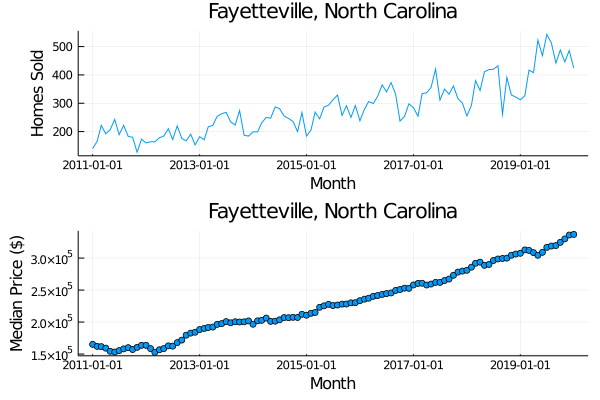 Fayetteville, North Carolina
Homes Sold
500
400
300
200
2011-01-01 2013-01-01 2015-01-01 2017-01-01 2019-01-01
Month
Fayetteville, North Carolina
Median Price ($)
3.0×10⁵
2.5×10⁵
2.0×10⁵
1.5×10⁵
2011-01-01 2013-01-01 2015-01-01 2017-01-01 2019-01-01
Month